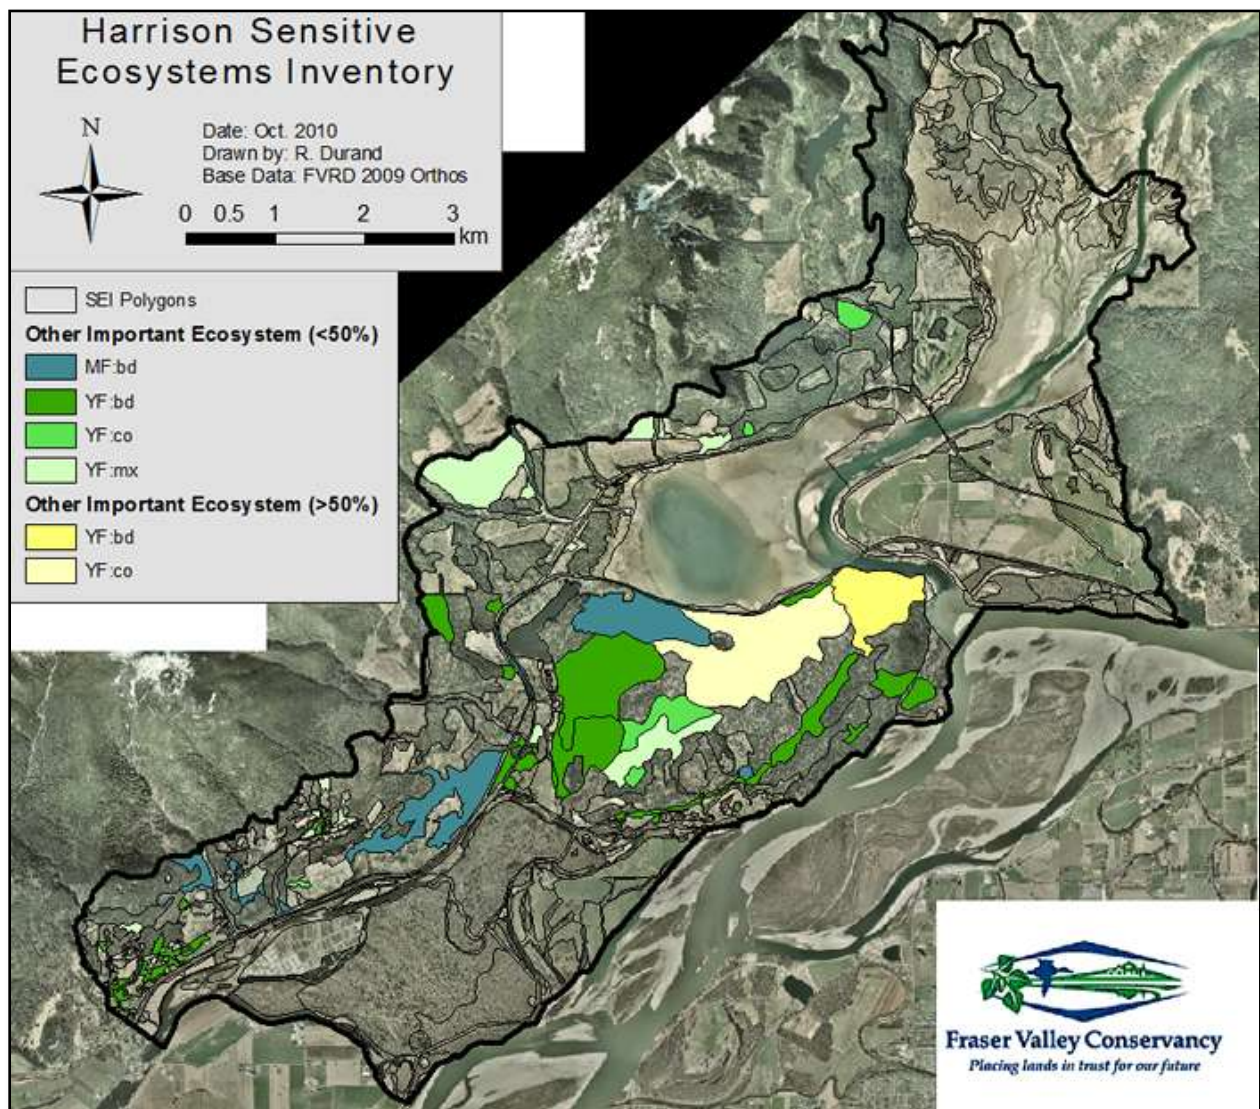 Harrison Sensitive
Ecosystems Inventory
N
Date: Oct. 2010
Drawn by: R. Durand
Base Data: FVRD 2009 Orthos
0 0.5 1 2 3
km
SEI Polygons
Other Important Ecosystem (<50%)
MF:bd
YF:bd
YF:co
YF:mx
Other Important Ecosystem (>50%)
YF:bd
YF:co
Fraser Valley Conservancy
Placing lands in trust for our future